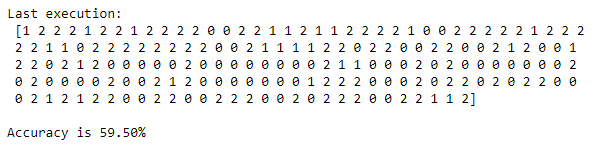 Last execution:
[1 2 2 2 1 2 2 1 2 2 2 2 0 0 2 2 1 1 2 1 1 2 2 2 2 1 0 0 2 2 2 2 2 1 2 2 2
2 2 1 1 0 2 2 2 2 2 2 2 2 0 0 2 1 1 1 1 2 2 0 2 2 0 0 2 2 0 0 2 1 2 0 0 1
2 2 0 2 1 2 0 0 0 0 0 2 0 0 0 0 0 0 0 0 2 1 1 0 0 0 2 0 2 0 0 0 0 0 0 0 2
0 2 0 0 0 0 2 0 0 2 1 2 0 0 0 0 0 0 0 1 2 2 2 0 0 0 2 0 2 2 0 2 0 2 2 0 0
0 2 1 2 1 2 2 0 0 2 2 0 0 2 2 2 0 0 2 0 2 2 2 0 0 2 2 1 1 2]
Accuracy is 59.50%